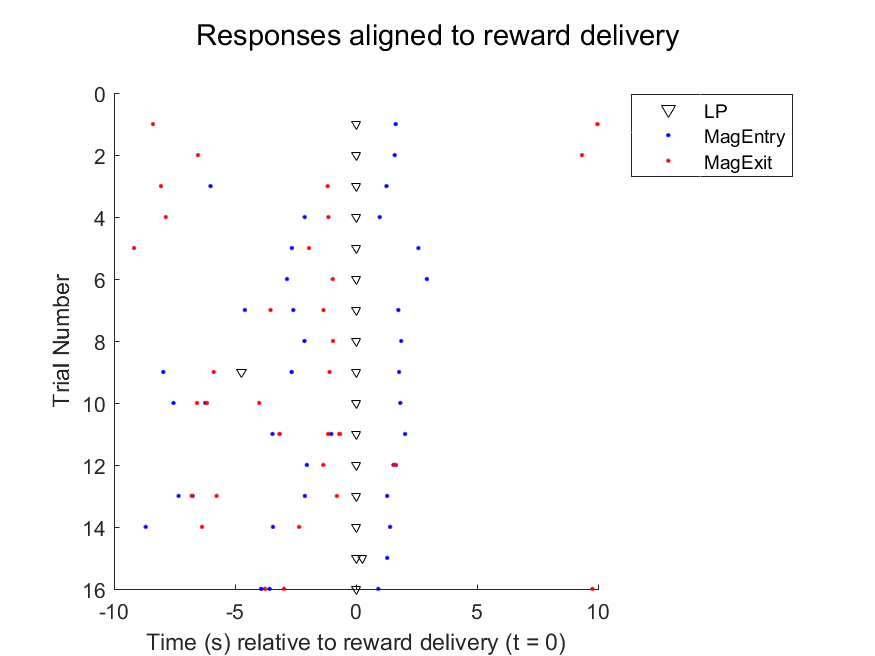 Responses aligned to reward delivery
LP
MagEntry
MagExit
0
2
4
6
8
10
12
14
16
Trial Number
-10
-5
0
5
10
Time (s) relative to reward delivery (t = 0)